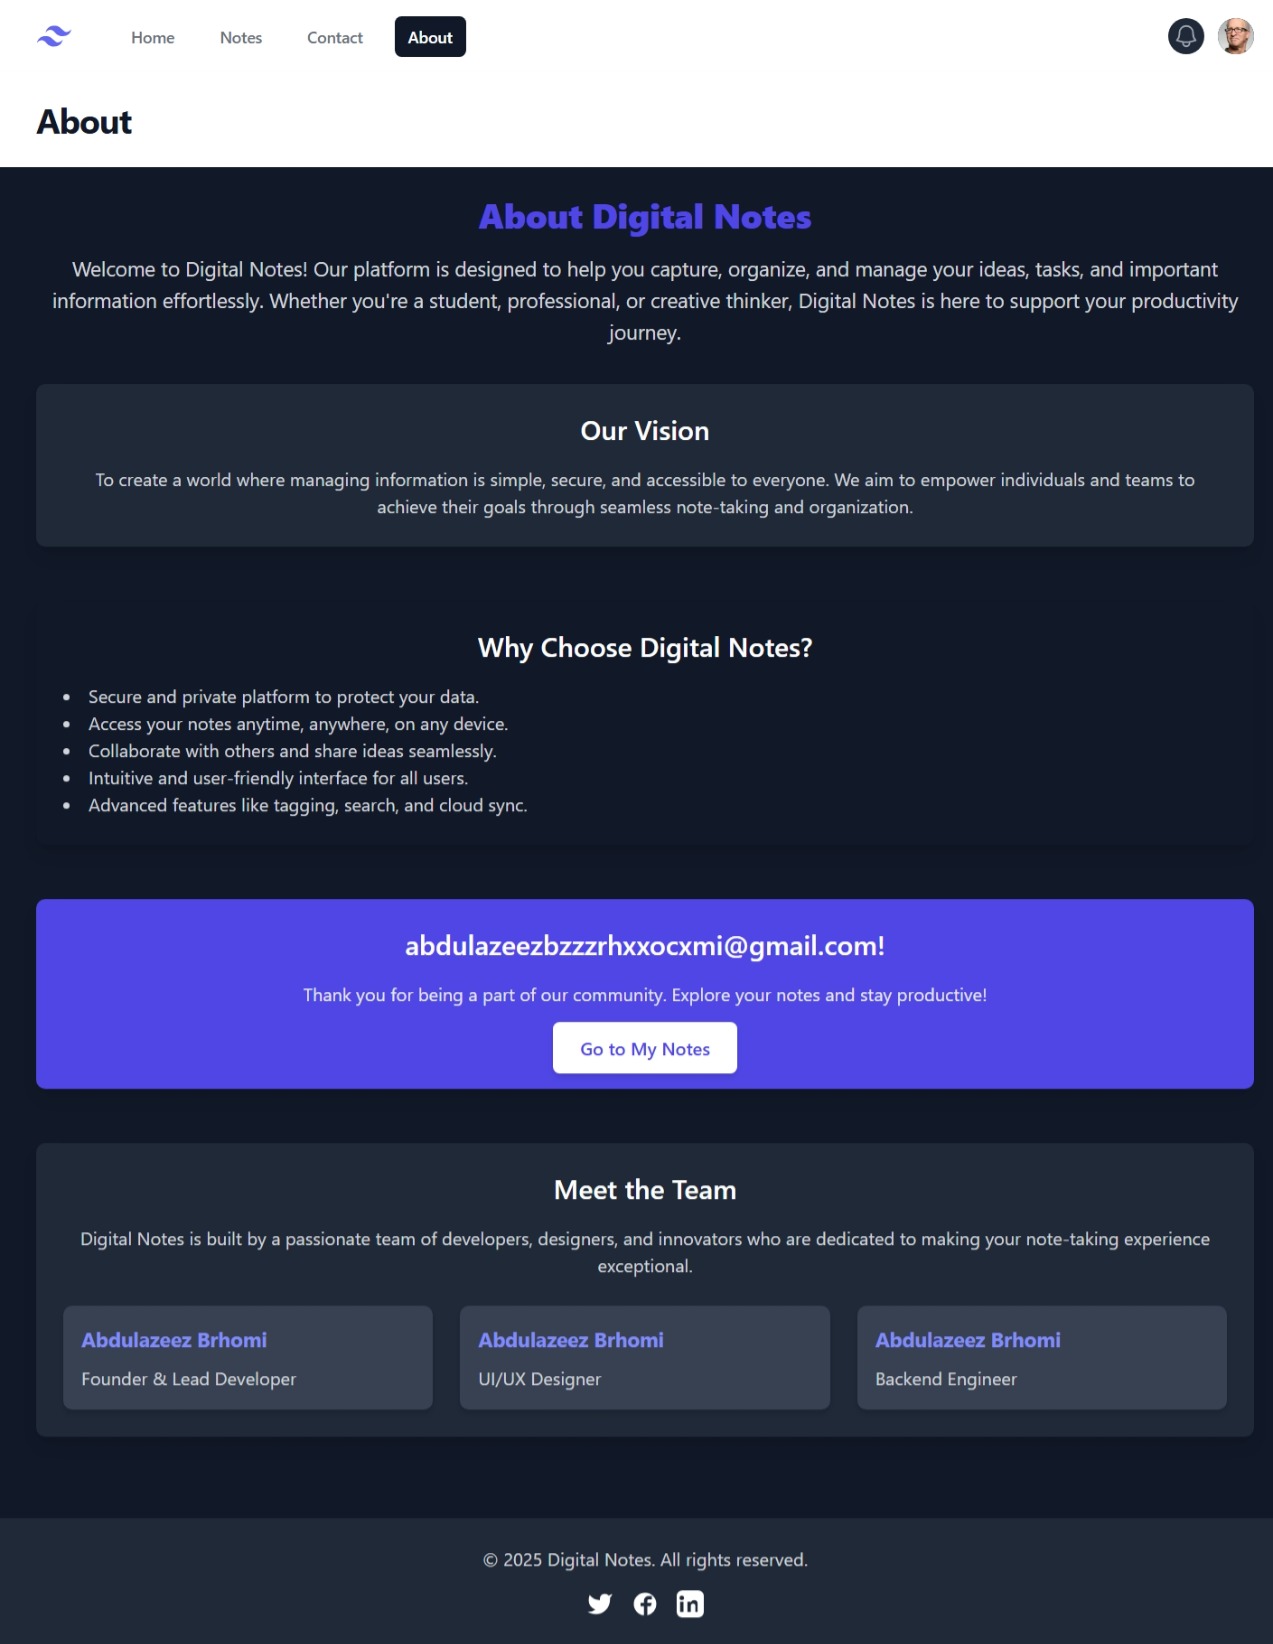 Home Notes Contact About
About
About Digital Notes
Welcome to Digital Notes! Our platform is designed to help you capture, organize, and manage your ideas, tasks, and important
information effortlessly. Whether you're a student, professional, or creative thinker, Digital Notes is here to support your productivity
journey.
Our Vision
To create a world where managing information is simple, secure, and accessible to everyone. We aim to empower individuals and teams to
achieve their goals through seamless note-taking and organization.
Why Choose Digital Notes?
• Secure and private platform to protect your data.
• Access your notes anytime, anywhere, on any device.
• Collaborate with others and share ideas seamlessly.
• Intuitive and user-friendly interface for all users.
• Advanced features like tagging, search, and cloud sync.
abdulazeezbzzzrhxxocxmi@gmail.com!
Thank you for being a part of our community. Explore your notes and stay productive!
Go to My Notes
Meet the Team
Digital Notes is built by a passionate team of developers, designers, and innovators who are dedicated to making your note-taking experience
exceptional.
Abdulazeez Brhomi
Founder & Lead Developer
Abdulazeez Brhomi
UI/UX Designer
Abdulazeez Brhomi
Backend Engineer
© 2025 Digital Notes. All rights reserved.
in